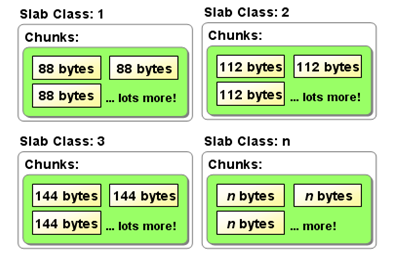 Slab Class: 1
Chunks:
88 bytes 88 bytes
88 bytes ... lots more!
Slab Class: 2
Chunks:
112 bytes 112 bytes
112 bytes ... lots more!
Slab Class: 3
Chunks:
144 bytes 144 bytes
144 bytes ... lots more!
Slab Class: n
Chunks:
n bytes n bytes
n bytes ... more!